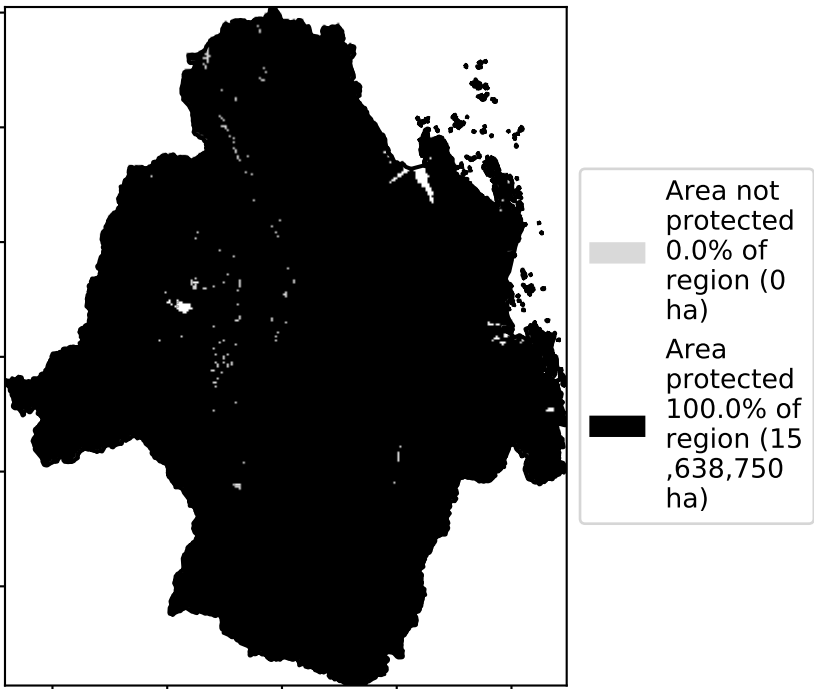 Area not
protected
0.0% of
region (0
ha)
Area
protected
100.0% of
region (15
,638,750
ha)